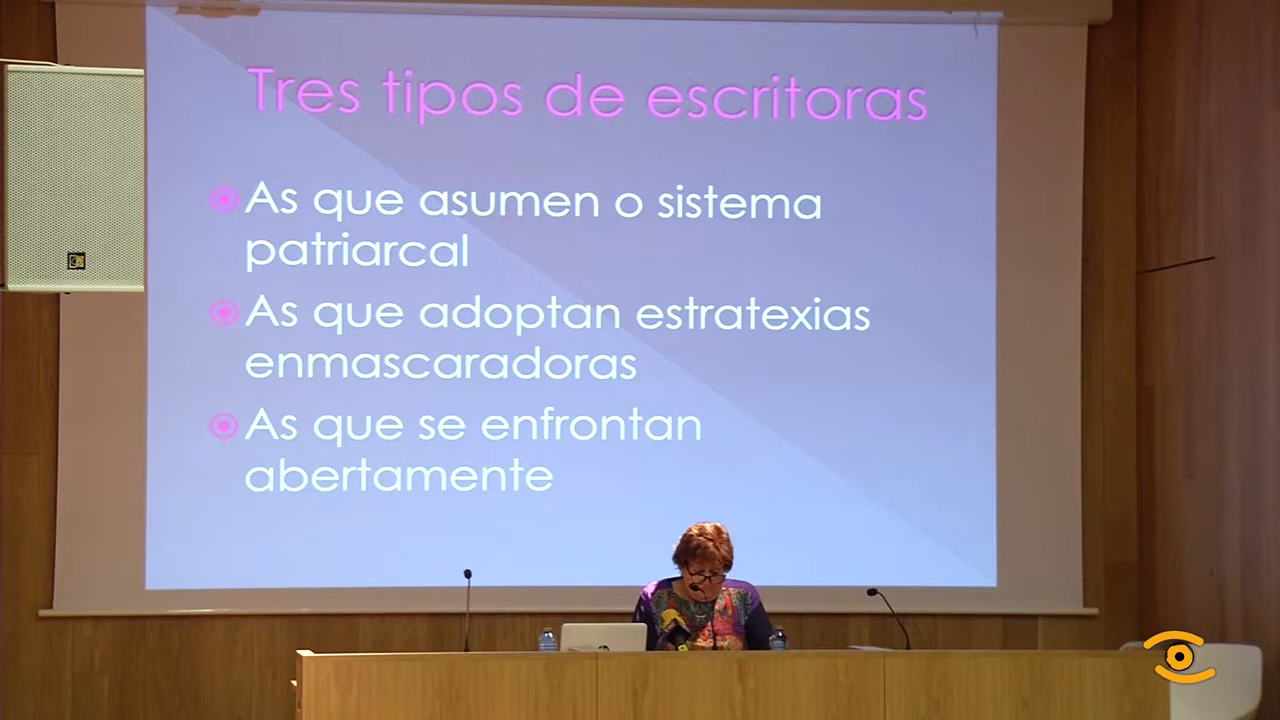 Tres tipos de escritoras
As que asumen o sistema
patriarcal
As que adoptan estratexias
enmascaradoras
As que se enfrontan
abertamente